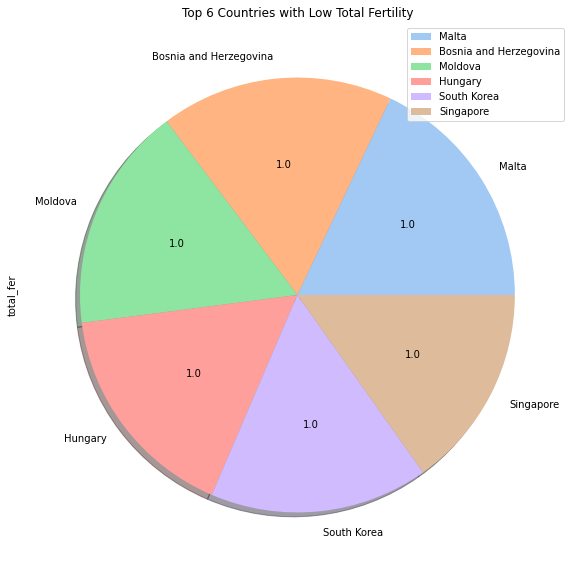 Top 6 Countries with Low Total Fertility
Malta
Bosnia and Herzegovina
Moldova
Hungary
South Korea
Singapore
Bosnia and Herzegovina
Malta
Moldova
Hungary
South Korea
Singapore
1.0
1.0
1.0
1.0
1.0
1.0
total_fer